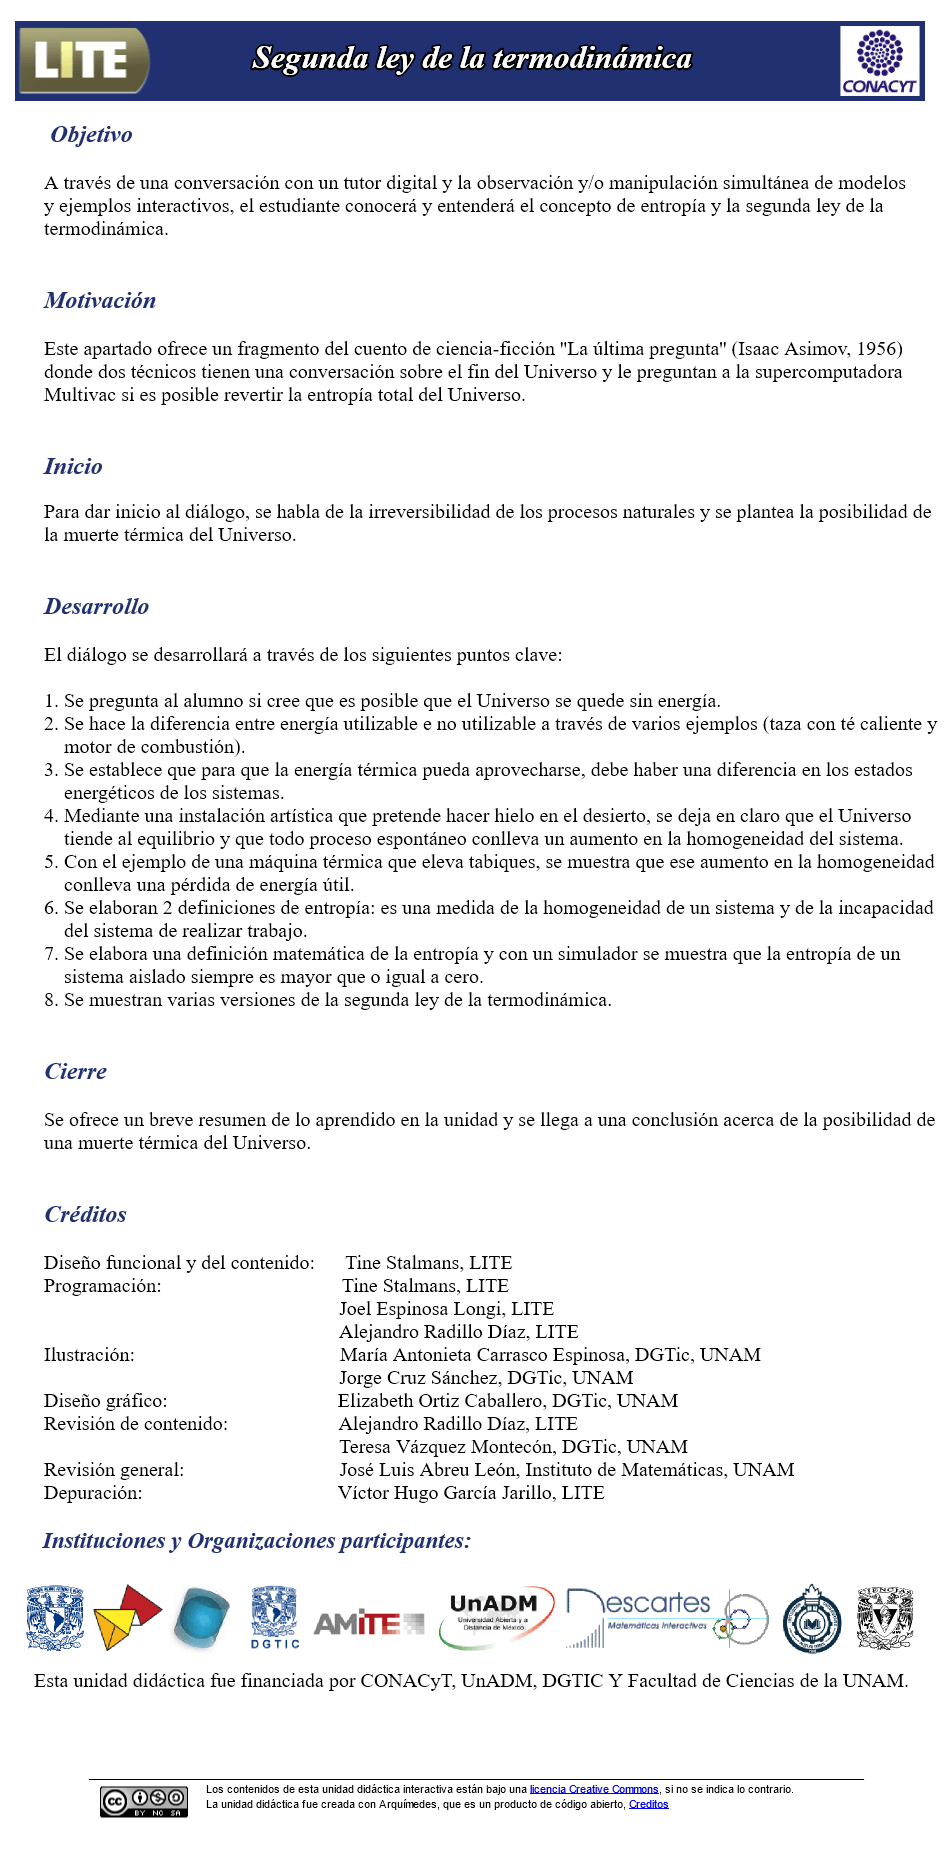 LITE
Segunda ley de la termodinámica
CONACYT
Objetivo
A través de una conversación con un tutor digital y la observación y/o manipulación simultánea de modelos
y ejemplos interactivos, el estudiante conocerá y entenderá el concepto de entropía y la segunda ley de la
termodinámica.
Motivación
Este apartado ofrece un fragmento del cuento de ciencia-ficción "La última pregunta" (Isaac Asimov, 1956)
donde dos técnicos tienen una conversación sobre el fin del Universo y le preguntan a la supercomputadora
Multivac si es posible revertir la entropía total del Universo.
Inicio
Para dar inicio al diálogo, se habla de la irreversibilidad de los procesos naturales y se plantea la posibilidad de
la muerte térmica del Universo.
Desarrollo
El diálogo se desarrollará a través de los siguientes puntos clave:
1. Se pregunta al alumno si cree que es posible que el Universo se quede sin energía.
2. Se hace la diferencia entre energía utilizable e no utilizable a través de varios ejemplos (taza con té caliente y
motor de combustión).
3. Se establece que para que la energía térmica pueda aprovecharse, debe haber una diferencia en los estados
energéticos de los sistemas.
4. Mediante una instalación artística que pretende hacer hielo en el desierto, se deja en claro que el Universo
tiende al equilibrio y que todo proceso espontáneo conlleva un aumento en la homogeneidad del sistema.
5. Con el ejemplo de una máquina térmica que eleva tabiques, se muestra que ese aumento en la homogeneidad
conlleva una pérdida de energía útil.
6. Se elaboran 2 definiciones de entropía: es una medida de la homogeneidad de un sistema y de la incapacidad
del sistema de realizar trabajo.
7. Se elabora una definición matemática de la entropía y con un simulador se muestra que la entropía de un
sistema aislado siempre es mayor que o igual a cero.
8. Se muestran varias versiones de la segunda ley de la termodinámica.
Cierre
Se ofrece un breve resumen de lo aprendido en la unidad y se llega a una conclusión acerca de la posibilidad de
una muerte térmica del Universo.
Créditos
Diseño funcional y del contenido: Tine Stalmans, LITE
Programación: Tine Stalmans, LITE
Joel Espinosa Longi, LITE
Alejandro Radillo Díaz, LITE
Ilustración: María Antonieta Carrasco Espinosa, DGTic, UNAM
Jorge Cruz Sánchez, DGTic, UNAM
Diseño gráfico: Elizabeth Ortiz Caballero, DGTic, UNAM
Revisión de contenido: Alejandro Radillo Díaz, LITE
Teresa Vázquez Montecón, DGTic, UNAM
Revisión general: José Luis Abreu León, Instituto de Matemáticas, UNAM
Depuración: Víctor Hugo García Jarillo, LITE
Instituciones y Organizaciones participantes:
DGTIC
AMiTE
UnADM
Universidad Abierta y a
Distancia de México
Descartes
Matemáticas Interactivas
CIENCIAS
Esta unidad didáctica fue financiada por CONACyT, UnADM, DGTIC Y Facultad de Ciencias de la UNAM.
Los contenidos de esta unidad didáctica interactiva están bajo una licencia Creative Commons, si no se indica lo contrario.
La unidad didáctica fue creada con Arquímedes, que es un producto de código abierto, Creditos
cc BY NC SA